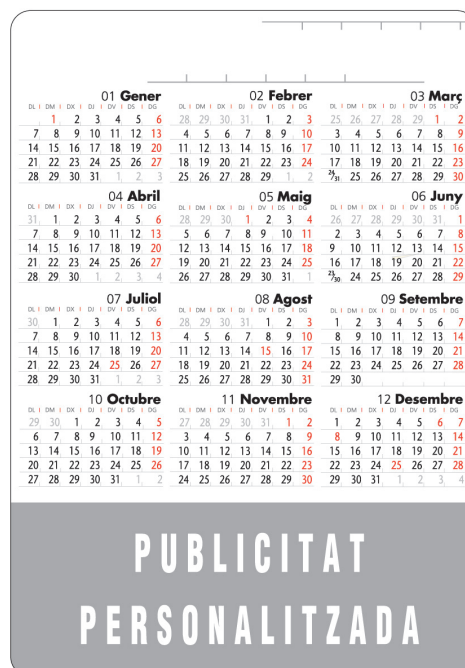 01 Gener
DL | DM | DX | DJ | DV | DS | DG
1 2 3 4 5 6
7 8 9 10 11 12 13
14 15 16 17 18 19 20
21 22 23 24 25 26 27
28 29 30 31 1 2 3
02 Febrer
DL | DM | DX | DJ | DV | DS | DG
28 29 30 31 1 2 3
4 5 6 7 8 9 10
11 12 13 14 15 16 17
18 19 20 21 22 23 24
25 26 27 28 29 1 2
03 Març
DL | DM | DX | DJ | DV | DS | DG
25 26 27 28 29 1 2
3 4 5 6 7 8 9
10 11 12 13 14 15 16
17 18 19 20 21 22 23
24/31 25 26 27 28 29 30
04 Abril
DL | DM | DX | DJ | DV | DS | DG
31 1 2 3 4 5 6
7 8 9 10 11 12 13
14 15 16 17 18 19 20
21 22 23 24 25 26 27
28 29 30 1 2 3 4
05 Maig
DL | DM | DX | DJ | DV | DS | DG
28 29 30 1 2 3 4
5 6 7 8 9 10 11
12 13 14 15 16 17 18
19 20 21 22 23 24 25
26 27 28 29 30 31 1
06 Juny
DL | DM | DX | DJ | DV | DS | DG
26 27 28 29 30 31 1
2 3 4 5 6 7 8
9 10 11 12 13 14 15
16 17 18 19 20 21 22
23/30 24 25 26 27 28 29
07 Juliol
DL | DM | DX | DJ | DV | DS | DG
30 1 2 3 4 5 6
7 8 9 10 11 12 13
14 15 16 17 18 19 20
21 22 23 24 25 26 27
28 29 30 31 1 2 3
08 Agost
DL | DM | DX | DJ | DV | DS | DG
28 29 30 31 1 2 3
4 5 6 7 8 9 10
11 12 13 14 15 16 17
18 19 20 21 22 23 24
25 26 27 28 29 30 31
09 Setembre
DL | DM | DX | DJ | DV | DS | DG
1 2 3 4 5 6 7
8 9 10 11 12 13 14
15 16 17 18 19 20 21
22 23 24 25 26 27 28
29 30
10 Octubre
DL | DM | DX | DJ | DV | DS | DG
29 30 1 2 3 4 5
6 7 8 9 10 11 12
13 14 15 16 17 18 19
20 21 22 23 24 25 26
27 28 29 30 31 1 2
11 Novembre
DL | DM | DX | DJ | DV | DS | DG
27 28 29 30 31 1 2
3 4 5 6 7 8 9
10 11 12 13 14 15 16
17 18 19 20 21 22 23
24 25 26 27 28 29 30
12 Desembre
DL | DM | DX | DJ | DV | DS | DG
1 2 3 4 5 6 7
8 9 10 11 12 13 14
15 16 17 18 19 20 21
22 23 24 25 26 27 28
29 30 31 1 2 3 4
PUBLICITAT
PERSONALITZADA